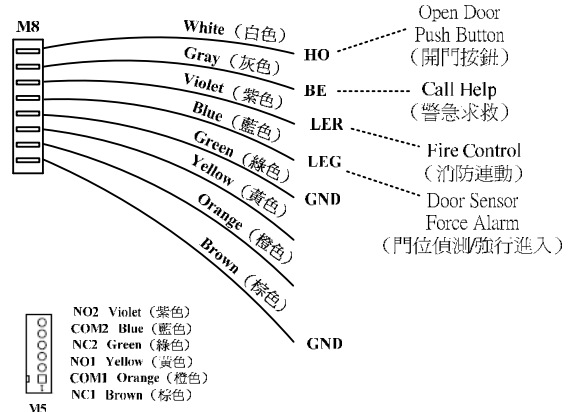 M8
White（白色）
HO
Open Door
Push Button
（開門按鈕）
Gray（灰色）
BE
Call Help
（警急求救）
Violet（紫色）
LER
Fire Control
（消防連動）
Blue（藍色）
LEG
Door Sensor
Force Alarm
（門位偵測/強行進入）
Green（綠色）
GND
Yellow（黃色）
Orange（橙色）
Brown（棕色）
GND
NO2 Violet（紫色）
COM2 Blue（藍色）
NC2 Green（綠色）
NO1 Yellow（黃色）
COM1 Orange（橙色）
NC1 Brown（棕色）
1
M5